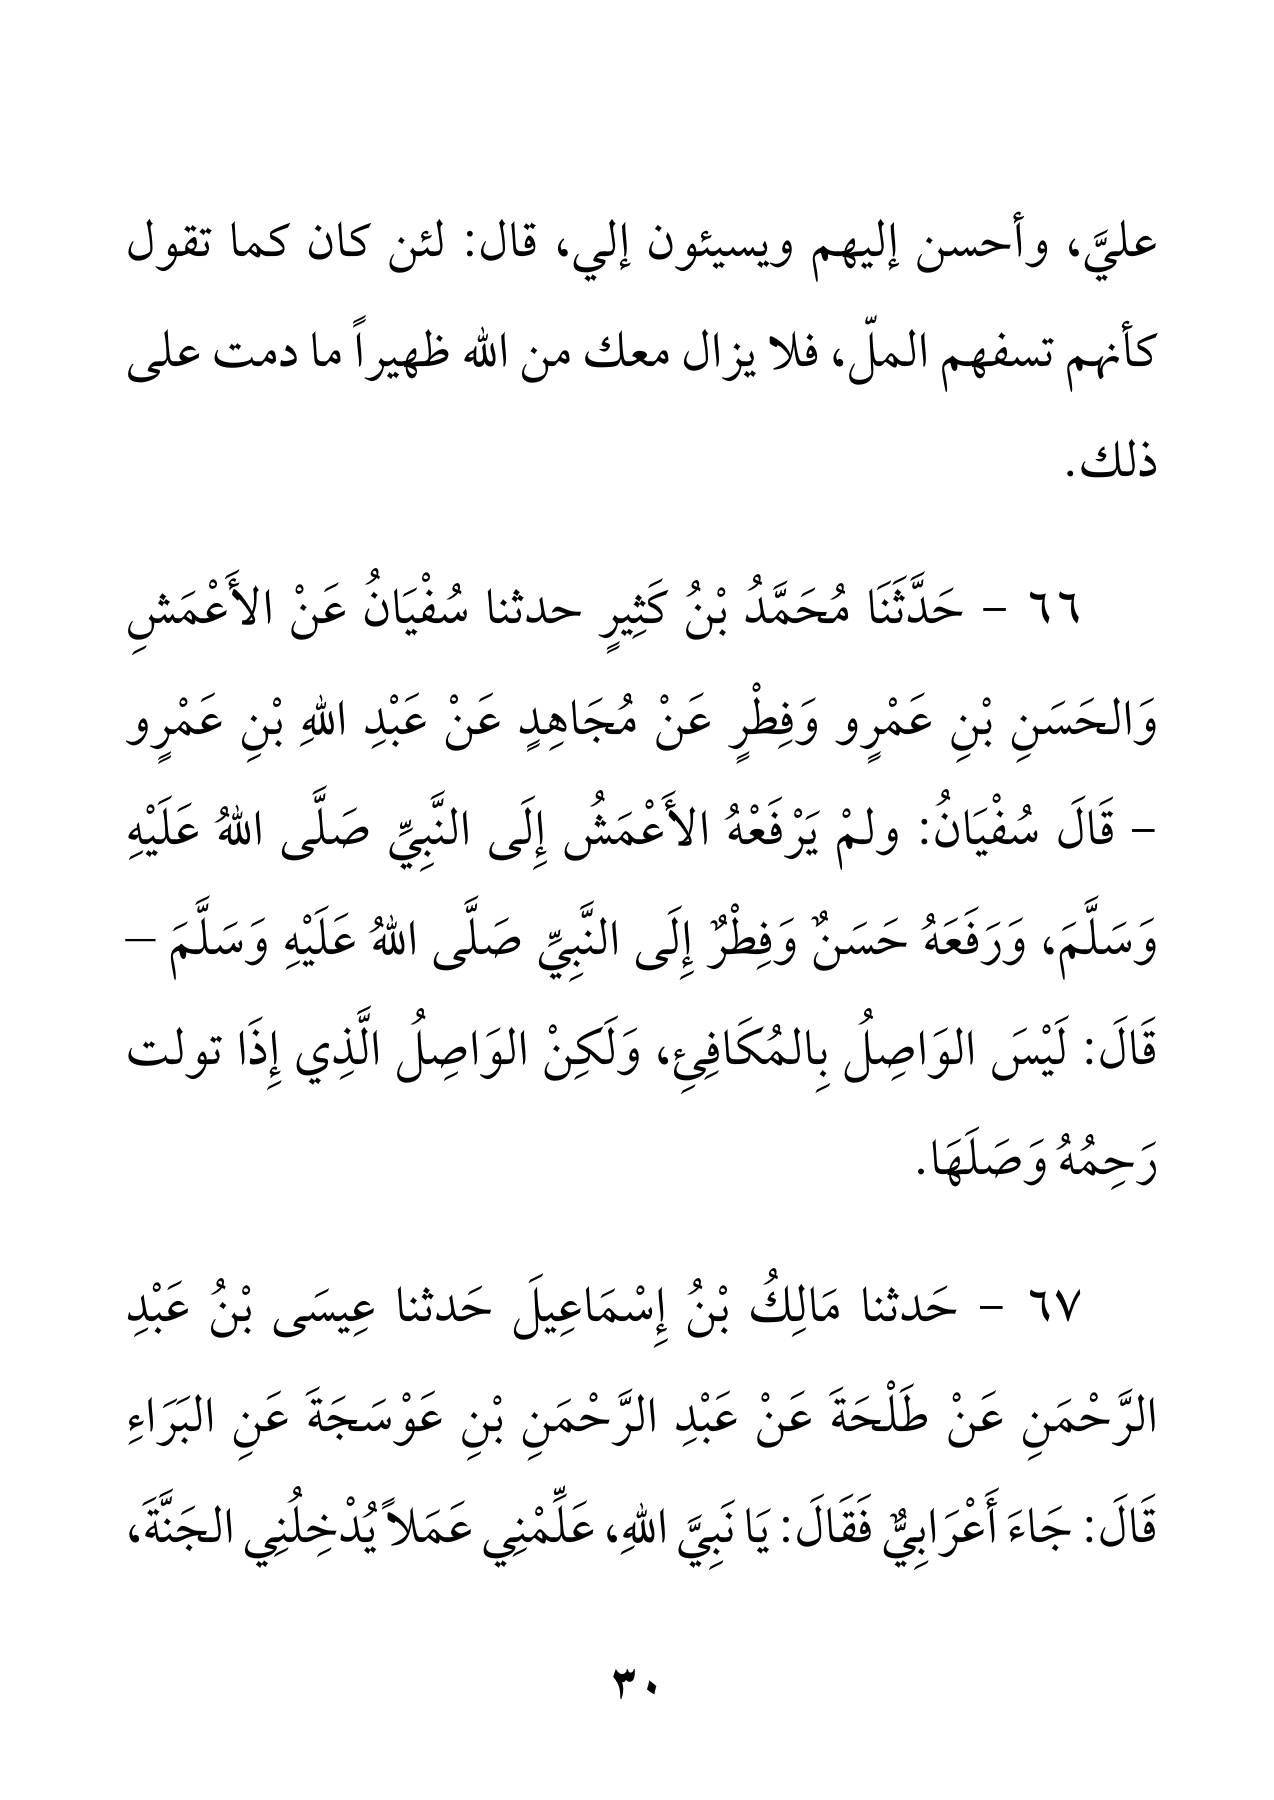 عليَّ، وأحسن إليهم ويسيئون إلي، قال: لئن كان كما تقول
كأنهم تسفهم الملّ، فلا يزال معك من الله ظهيراً ما دمت على
ذلك.
٦٦ – حَدَّثَنَا مُحَمَّدُ بْنُ كَثِيرٍ حدثنا سُفْيَانُ عَنْ الأَعْمَشِ
وَالحَسَنِ بْنِ عَمْرٍو وَفِطْرٍ عَنْ مُجَاهِدٍ عَنْ عَبْدِ اللهِ بْنِ عَمْرٍو
– قَالَ سُفْيَانُ: ولمْ يَرْفَعْهُ الأَعْمَشُ إِلَى النَّبِيِّ صَلَّى اللهُ عَلَيْهِ
وَسَلَّمَ، وَرَفَعَهُ حَسَنٌ وَفِطْرٌ إِلَى النَّبِيِّ صَلَّى اللهُ عَلَيْهِ وَسَلَّمَ –
قَالَ: لَيْسَ الوَاصِلُ بِالمُكَافِئِ، وَلَكِنْ الوَاصِلُ الَّذِي إِذَا تولت
رَحِمُهُ وَصَلَهَا.
٦٧ – حَدثنا مَالِكُ بْنُ إِسْمَاعِيلَ حَدثنا عِيسَى بْنُ عَبْدِ
الرَّحْمَنِ عَنْ طَلْحَةَ عَنْ عَبْدِ الرَّحْمَنِ بْنِ عَوْسَجَةَ عَنِ البَرَاءِ
قَالَ: جَاءَ أَعْرَابِيٌّ فَقَالَ: يَا نَبِيَّ اللهِ، عَلِّمْنِي عَمَلاً يُدْخِلُنِي الجَنَّةَ،
٣٠